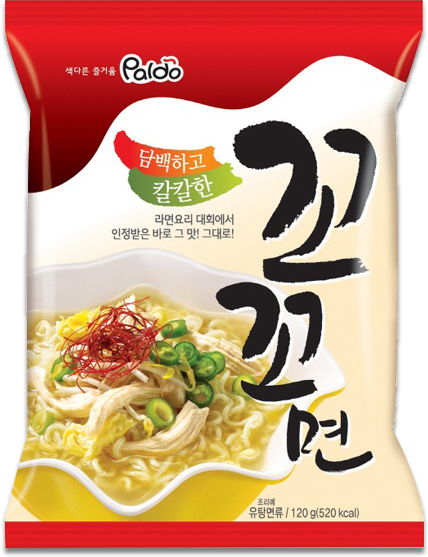 색다른 즐거움 Paldo
담백하고
칼칼한
라면요리 대회에서
인정받은 바로 그 맛! 그대로!
꼬
꼬
면
조리예
유탕면류 / 120 g(520 kcal)